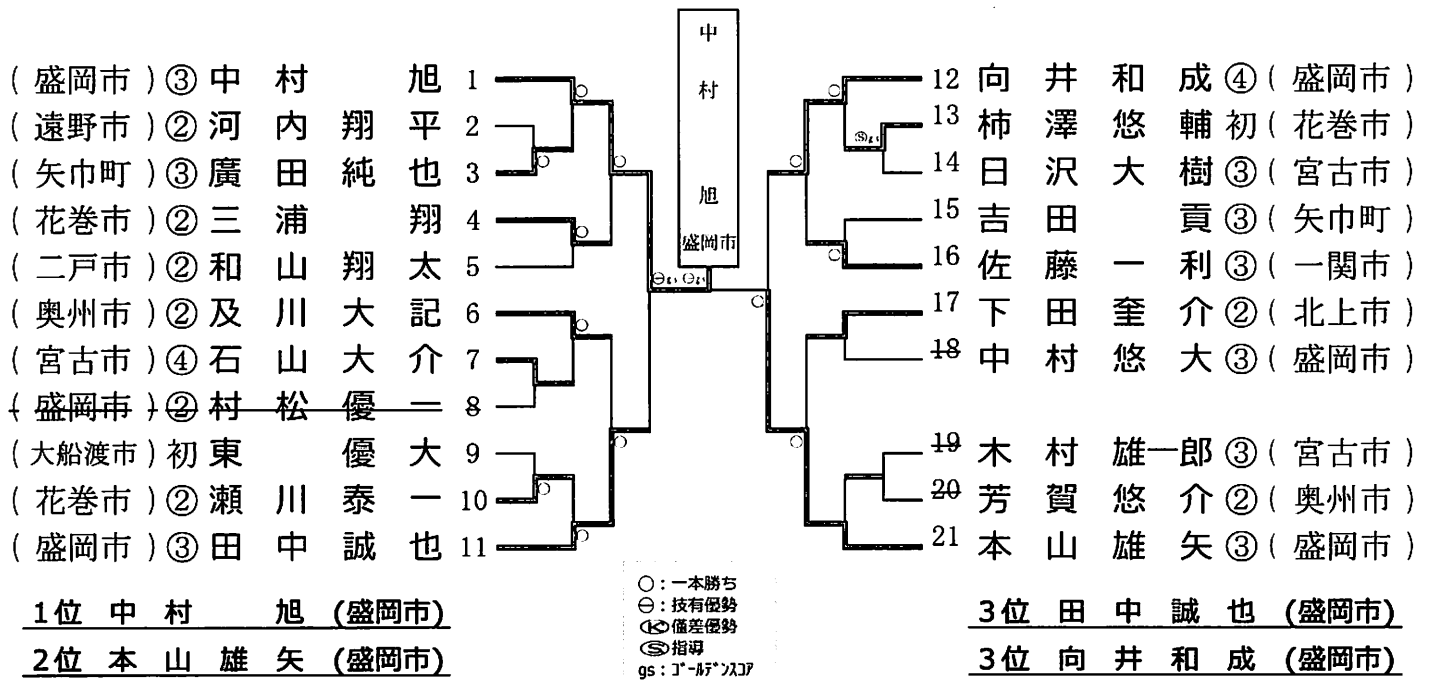 中村旭
盛岡市
( 盛岡市 ) ③ 中村 旭 1
( 遠野市 ) ② 河内翔平 2
( 矢巾町 ) ③ 廣田純也 3
( 花巻市 ) ② 三浦 翔 4
( 二戸市 ) ② 和山翔太 5
( 奥州市 ) ② 及川大記 6
( 宮古市 ) ④ 石山大介 7
( 盛岡市 ) ② 村松優一 8
( 大船渡市 ) 初 東 優大 9
( 花巻市 ) ② 瀬川泰一 10
( 盛岡市 ) ③ 田中誠也 11
12 向井和成 ④ ( 盛岡市 )
13 柿澤悠輔 初 ( 花巻市 )
14 日沢大樹 ③ ( 宮古市 )
15 吉田 貢 ③ ( 矢巾町 )
16 佐藤一利 ③ ( 一関市 )
17 下田奎介 ② ( 北上市 )
18 中村悠大 ③ ( 盛岡市 )
19 木村雄一郎 ③ ( 宮古市 )
20 芳賀悠介 ② ( 奥州市 )
21 本山雄矢 ③ ( 盛岡市 )
1位 中村 旭 (盛岡市)
2位 本山雄矢 (盛岡市)
○：一本勝ち
⊖：技有優勢
Ⓚ僅差優勢
Ⓢ指導
gs：ｺﾞｰﾙﾃﾞﾝｽｺｱ
3位 田中誠也 (盛岡市)
3位 向井和成 (盛岡市)